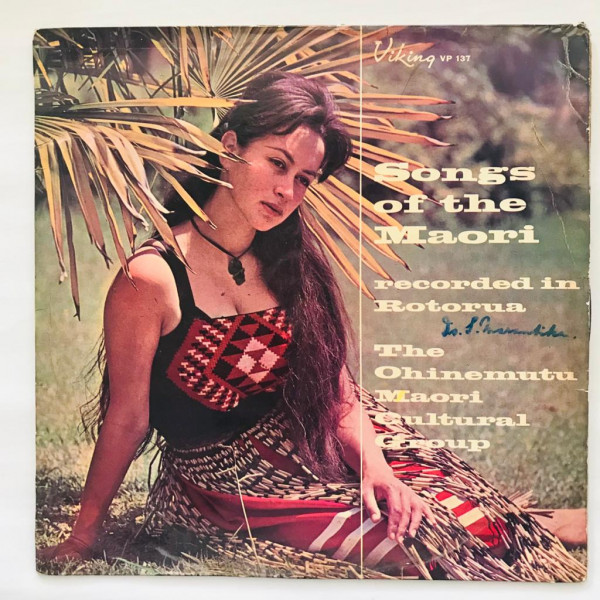 Viking VP 137
Songs
of the
Maori
recorded in
Rotorua
The
Ohinemutu
Maori
Cultural
Group